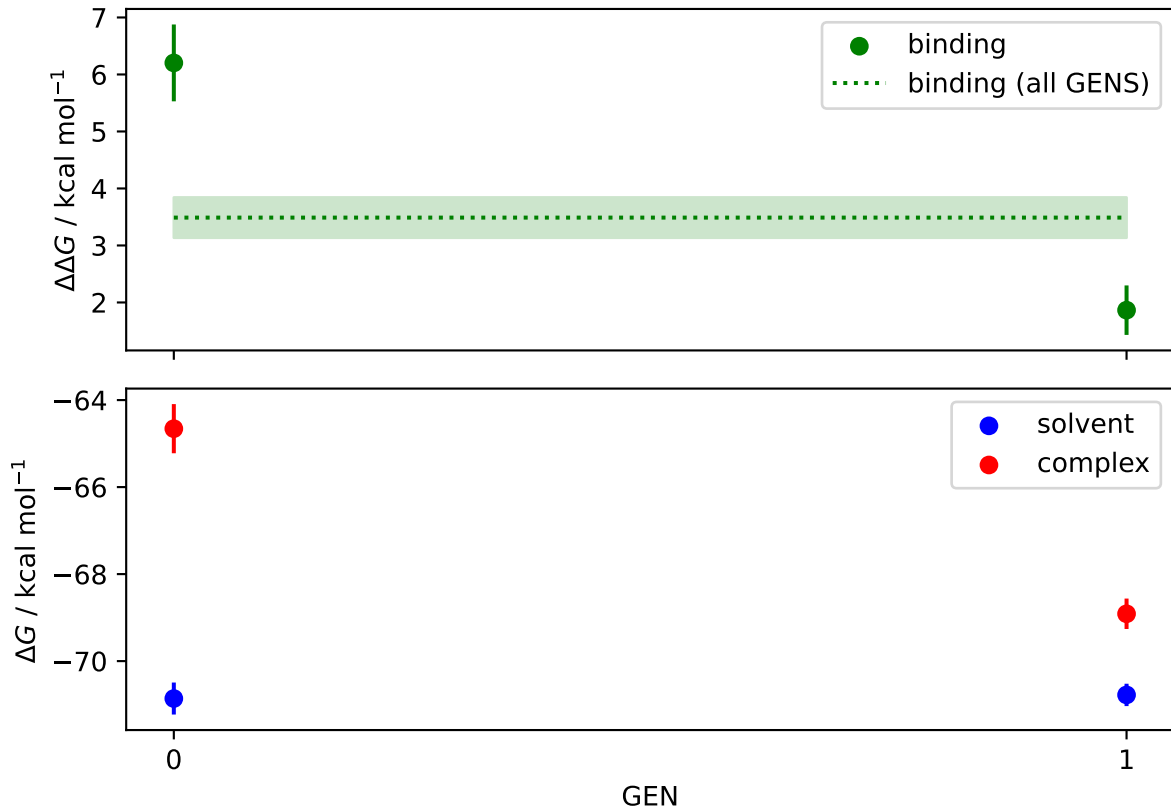 7
6
5
4
3
2
ΔΔG / kcal mol⁻¹
binding
binding (all GENS)
−64
−66
−68
−70
ΔG / kcal mol⁻¹
solvent
complex
0
1
GEN